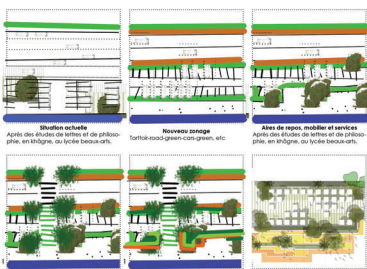 Situation actuelle
Après des études de lettres et de philoso-
phie, en khâgne, au lycée beaux-arts.
Nouveau zonage
Tortoir-road-green-can-green, etc
Aires de repos, mobilier et services
Après des études de lettres et de philoso-
phie, en khâgne, au lycée beaux-arts.